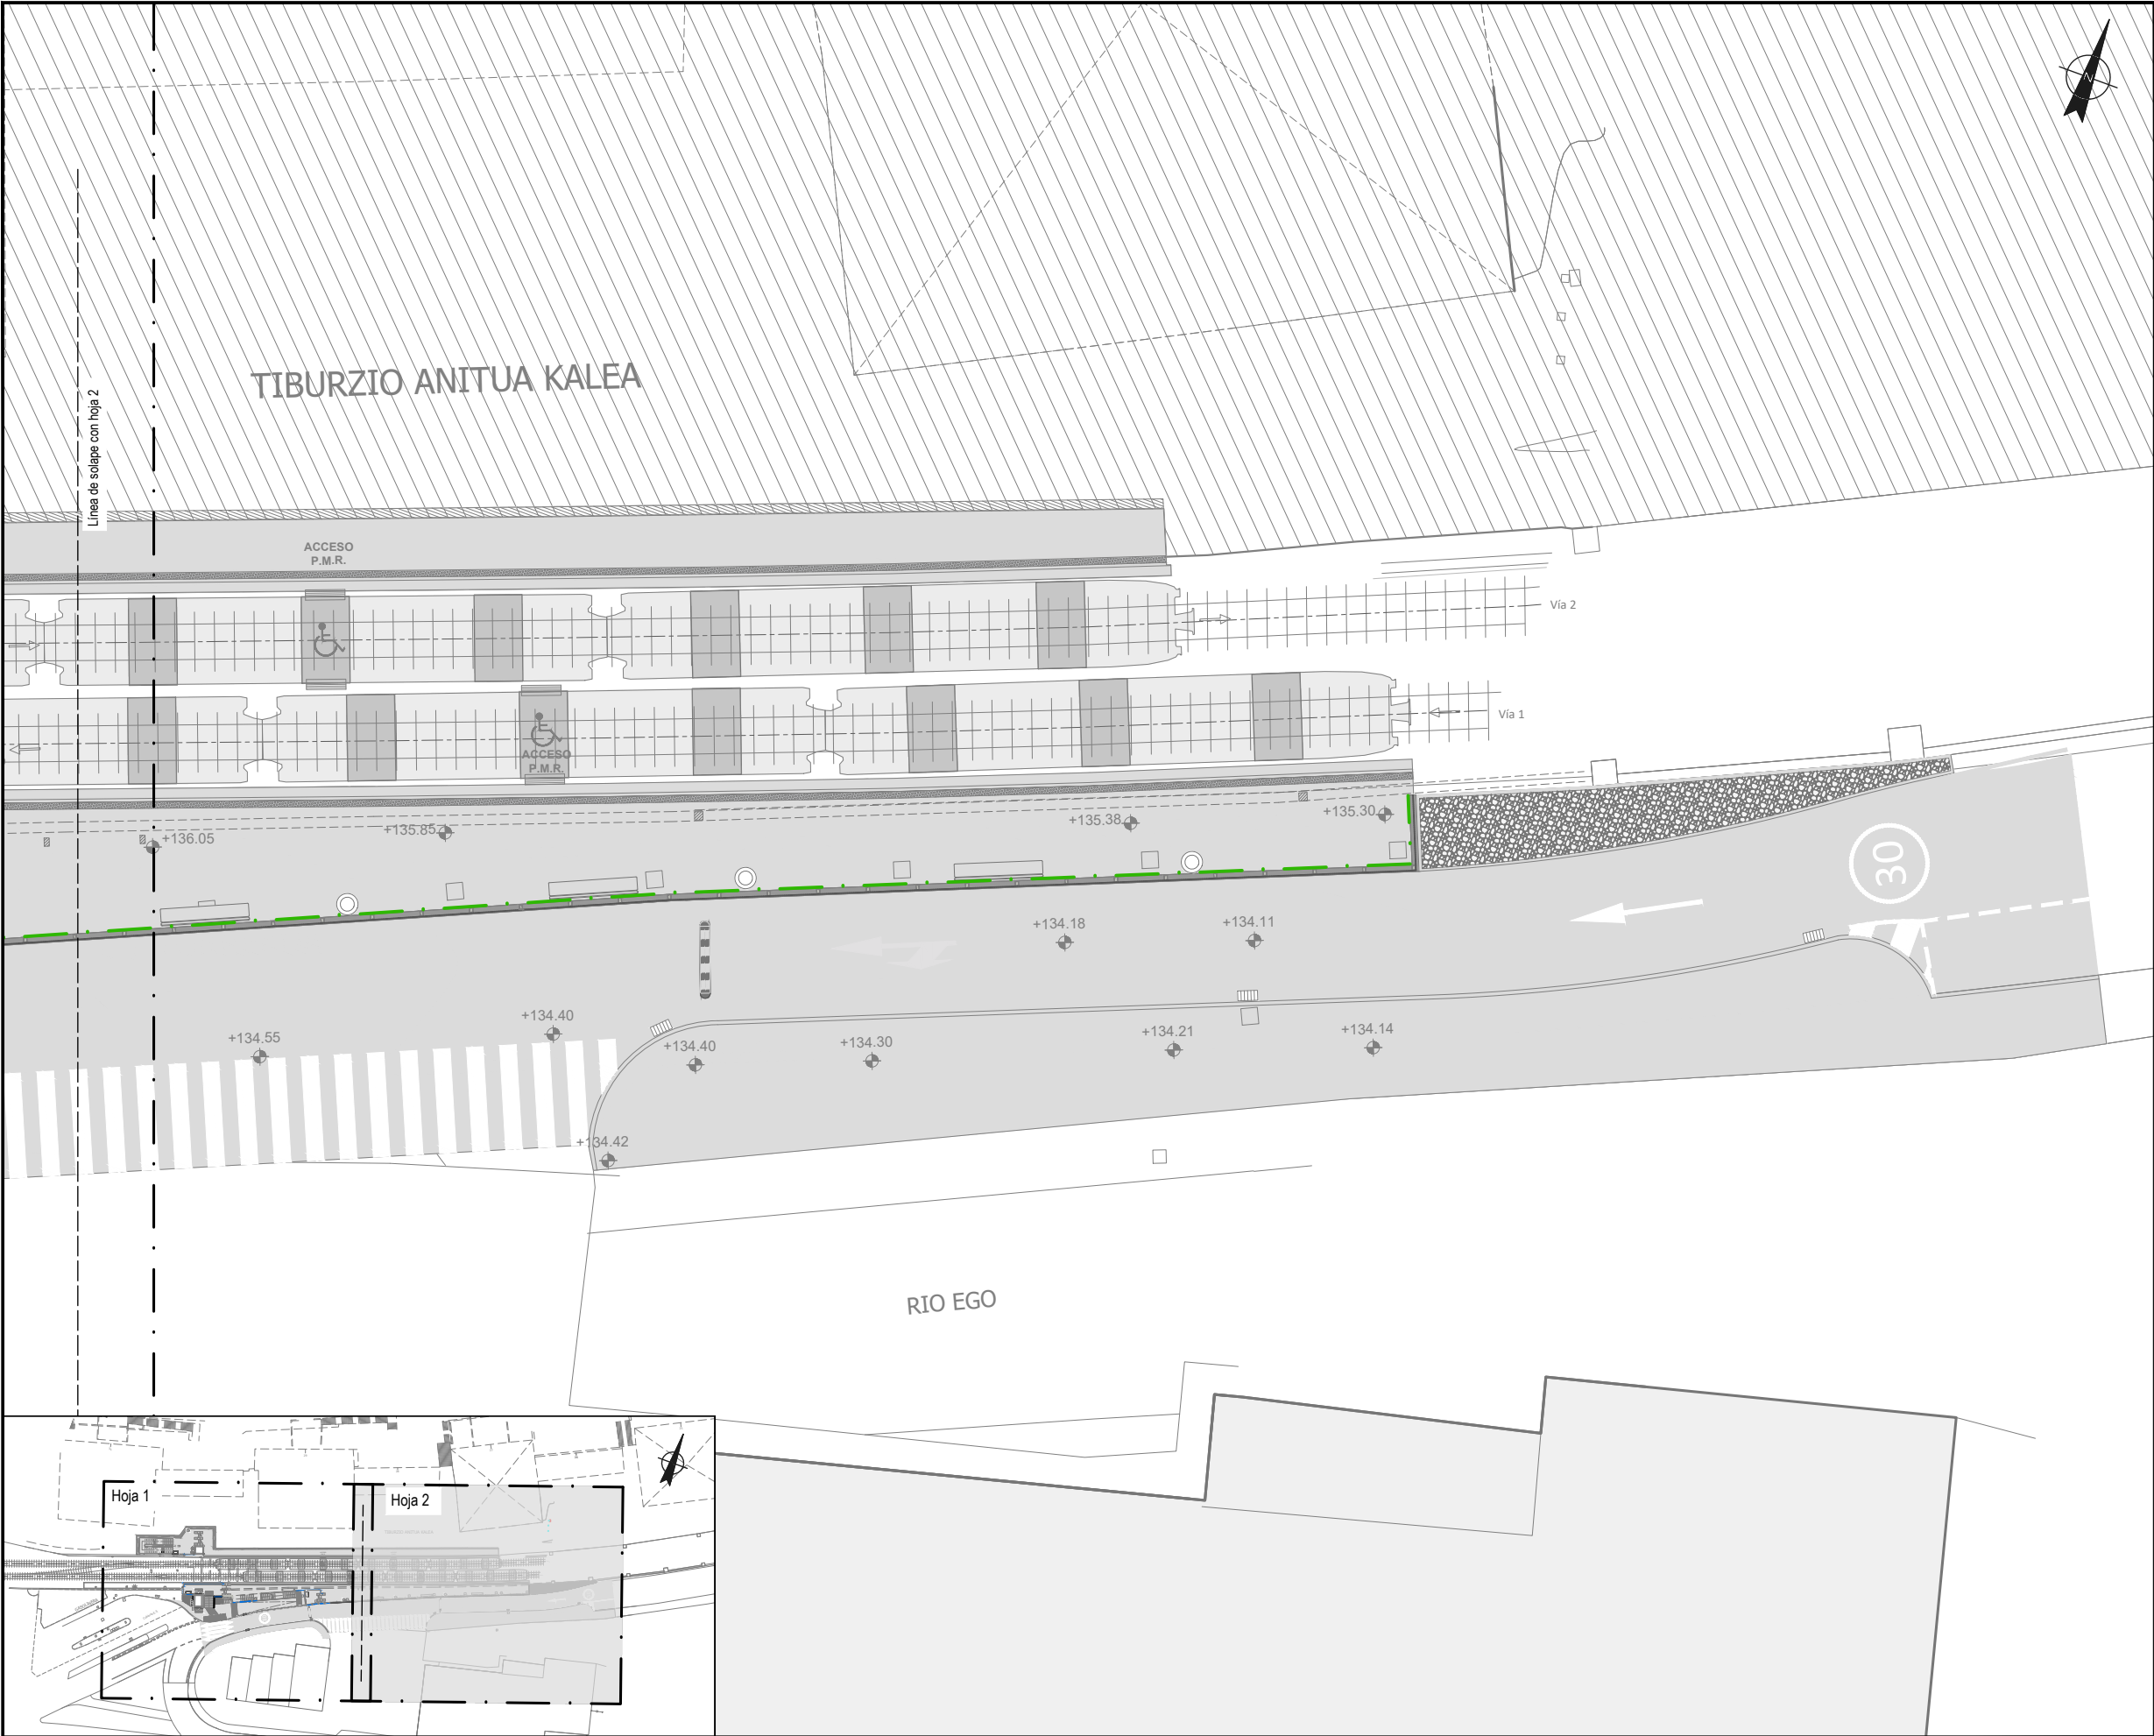 N
TIBURZIO ANITUA KALEA
Línea de solape con hoja 2
ACCESO
P.M.R.
Vía 2
Vía 1
ACCESO
P.M.R.
+136.05
+135.85
+135.38
+135.30
30
+134.18
+134.11
+134.55
+134.40
+134.40
+134.30
+134.21
+134.14
+134.42
RIO EGO
Hoja 1
Hoja 2